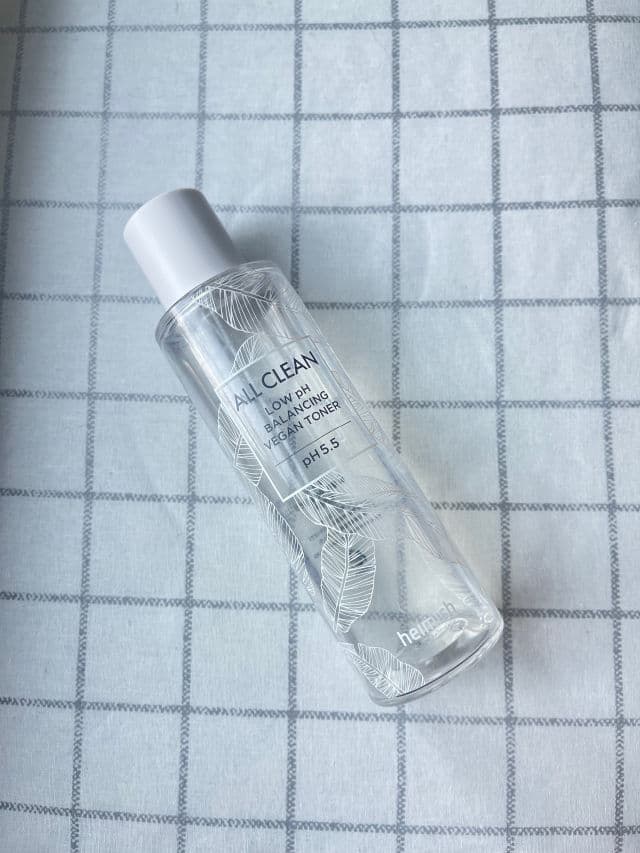 ALL CLEAN
LOW pH
BALANCING
VEGAN TONER
pH 5.5
heimish